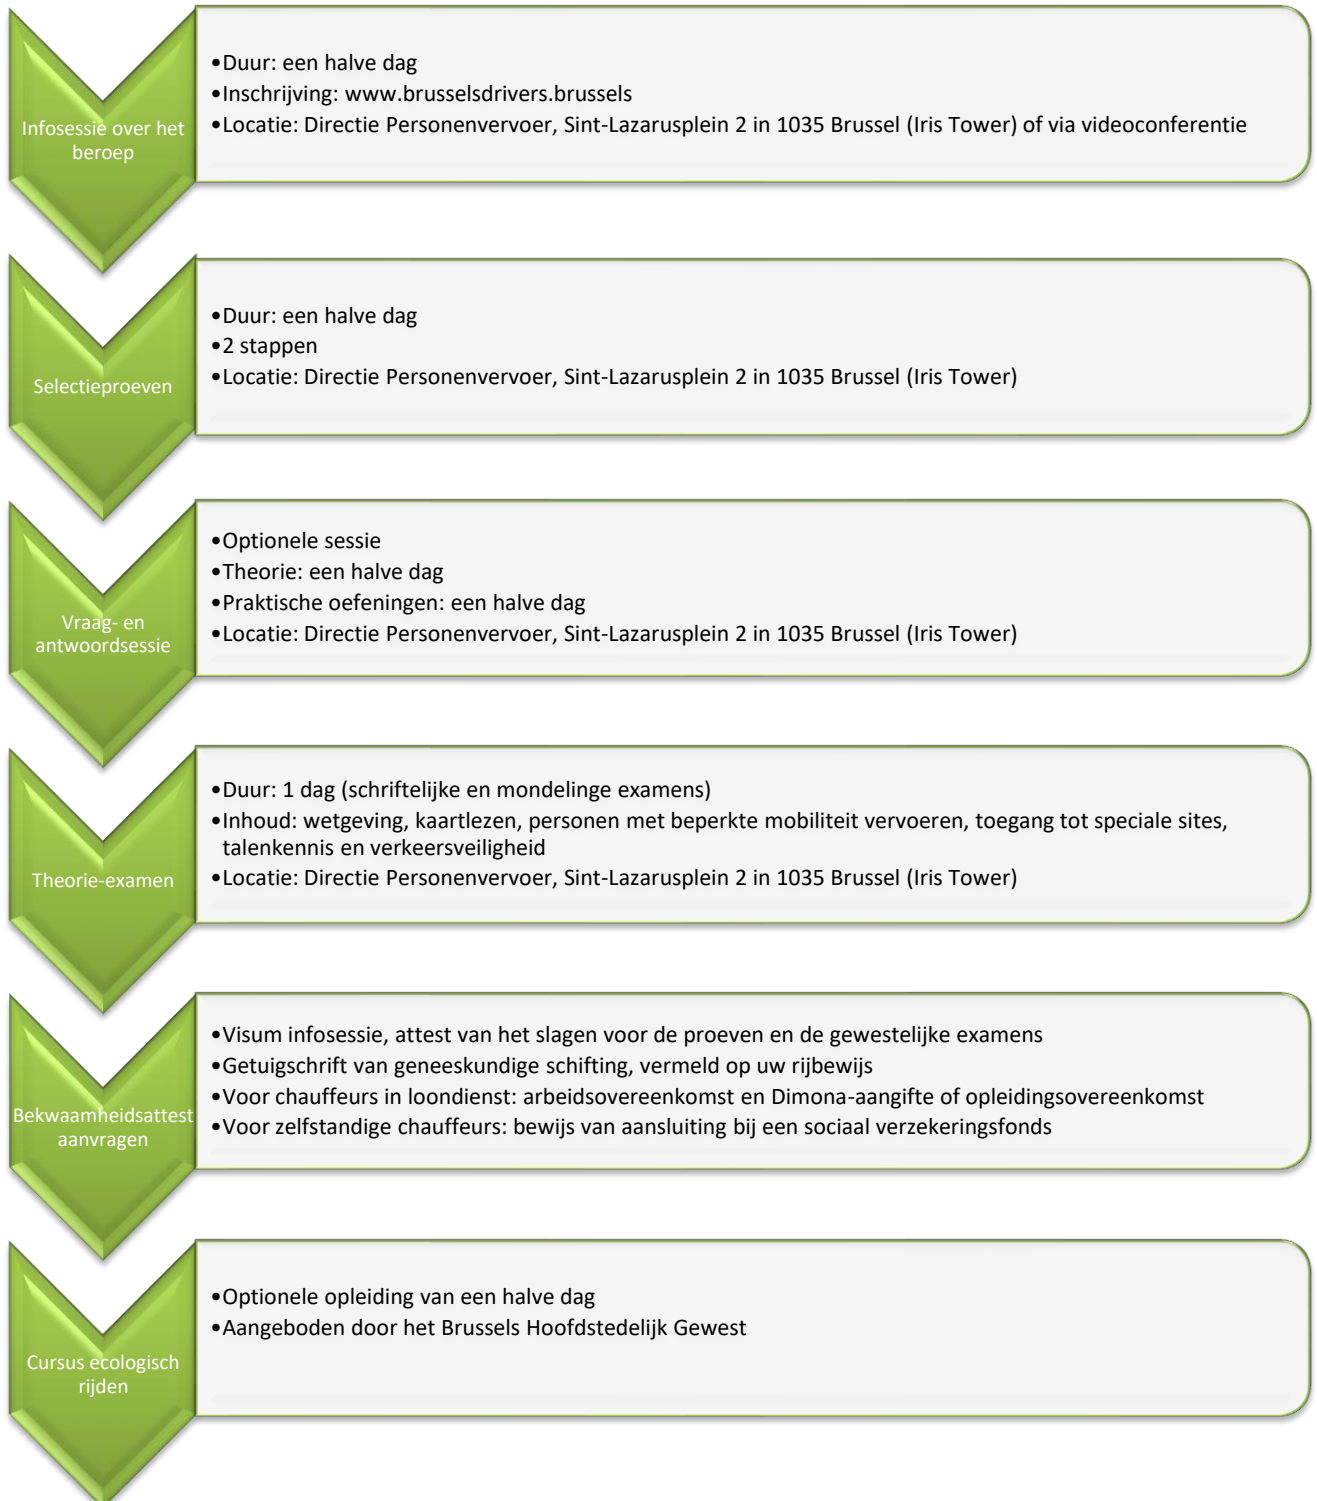 Infosessie over het
beroep
•Duur: een halve dag
•Inschrijving: www.brusselsdrivers.brussels
•Locatie: Directie Personenvervoer, Sint-Lazarusplein 2 in 1035 Brussel (Iris Tower) of via videoconferentie
Selectieproeven
•Duur: een halve dag
•2 stappen
•Locatie: Directie Personenvervoer, Sint-Lazarusplein 2 in 1035 Brussel (Iris Tower)
Vraag- en
antwoordsessie
•Optionele sessie
•Theorie: een halve dag
•Praktische oefeningen: een halve dag
•Locatie: Directie Personenvervoer, Sint-Lazarusplein 2 in 1035 Brussel (Iris Tower)
Theorie-examen
•Duur: 1 dag (schriftelijke en mondelinge examens)
•Inhoud: wetgeving, kaartlezen, personen met beperkte mobiliteit vervoeren, toegang tot speciale sites,
talenkennis en verkeersveiligheid
•Locatie: Directie Personenvervoer, Sint-Lazarusplein 2 in 1035 Brussel (Iris Tower)
Bekwaamheidsattest
aanvragen
•Visum infosessie, attest van het slagen voor de proeven en de gewestelijke examens
•Getuigschrift van geneeskundige schifting, vermeld op uw rijbewijs
•Voor chauffeurs in loondienst: arbeidsovereenkomst en Dimona-aangifte of opleidingsovereenkomst
•Voor zelfstandige chauffeurs: bewijs van aansluiting bij een sociaal verzekeringsfonds
Cursus ecologisch
rijden
•Optionele opleiding van een halve dag
•Aangeboden door het Brussels Hoofdstedelijk Gewest